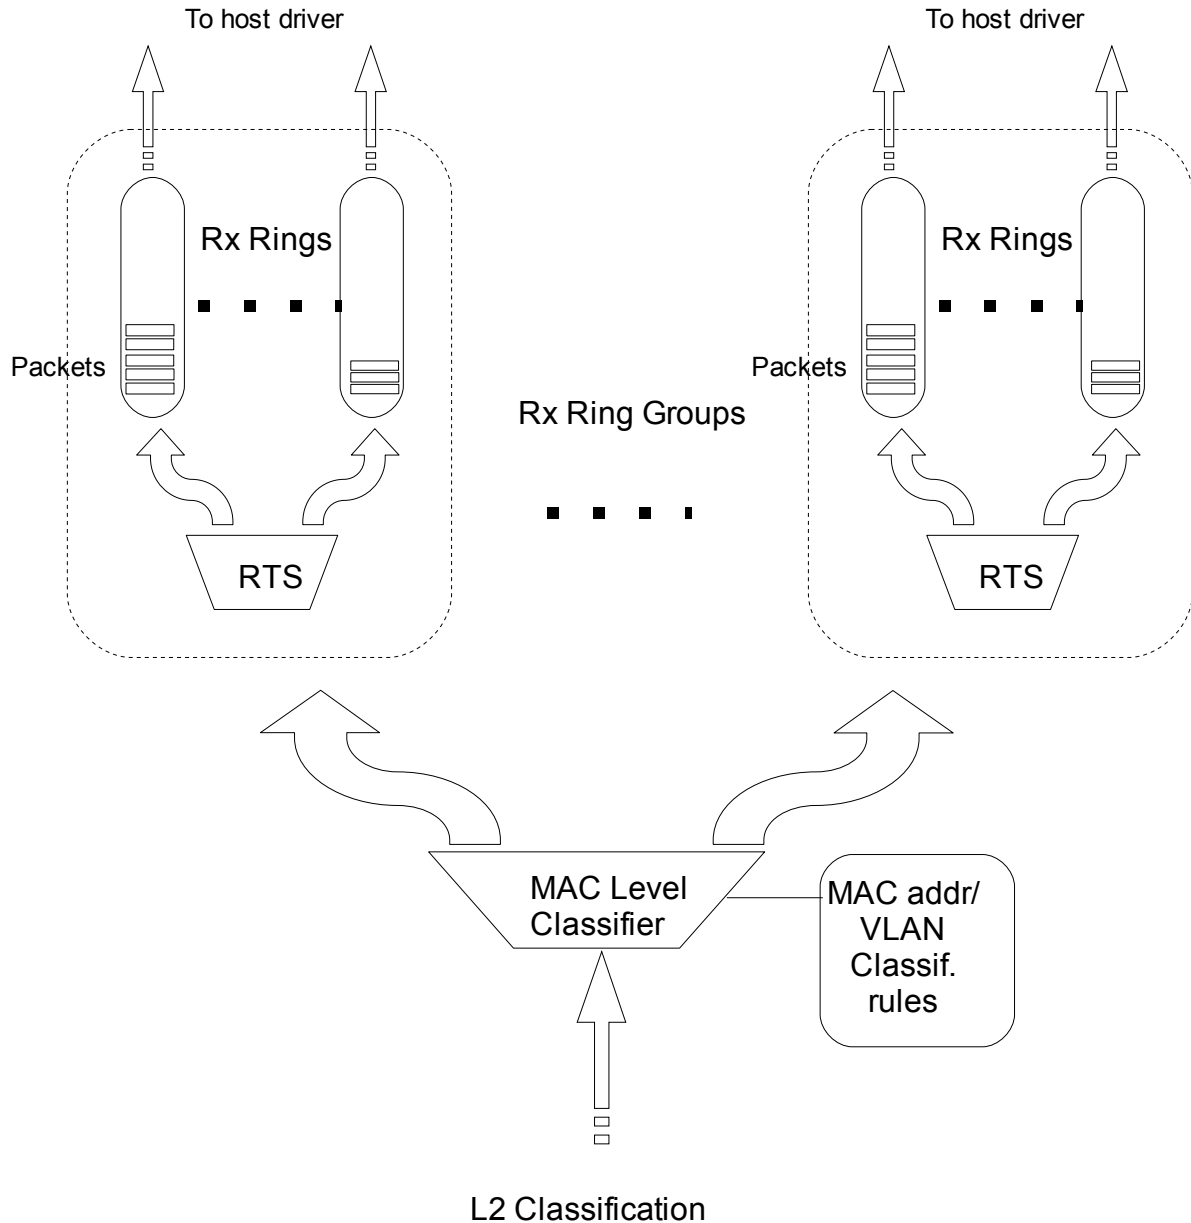 To host driver
To host driver
Rx Rings
Rx Rings
Packets
Packets
Rx Ring Groups
RTS
RTS
MAC Level
Classifier
MAC addr/
VLAN
Classif.
rules
L2 Classification